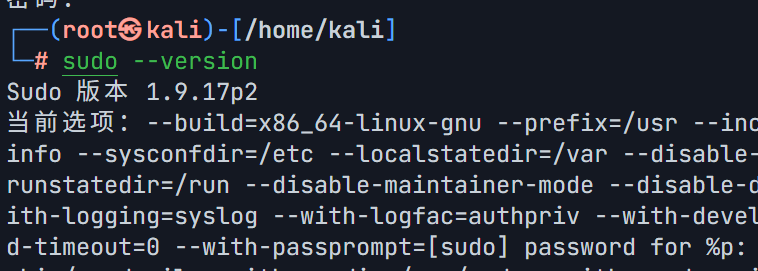 ┌──(root㉿kali)-[/home/kali]
└─# sudo --version
Sudo 版本 1.9.17p2
当前选项：--build=x86_64-linux-gnu --prefix=/usr --inc
info --sysconfdir=/etc --localstatedir=/var --disable-
runstatedir=/run --disable-maintainer-mode --disable-d
ith-logging=syslog --with-logfac=authpriv --with-devel
d-timeout=0 --with-passprompt=[sudo] password for %p: